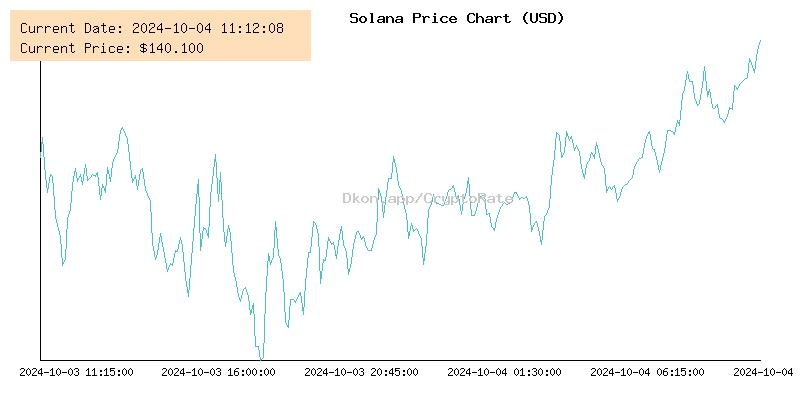 Solana Price Chart (USD)
Current Date: 2024-10-04 11:12:08
Current Price: $140.100
Dkon.app/CryptoRate
2024-10-03 11:15:00 2024-10-03 16:00:00 2024-10-03 20:45:00 2024-10-04 01:30:00 2024-10-04 06:15:00 2024-10-04